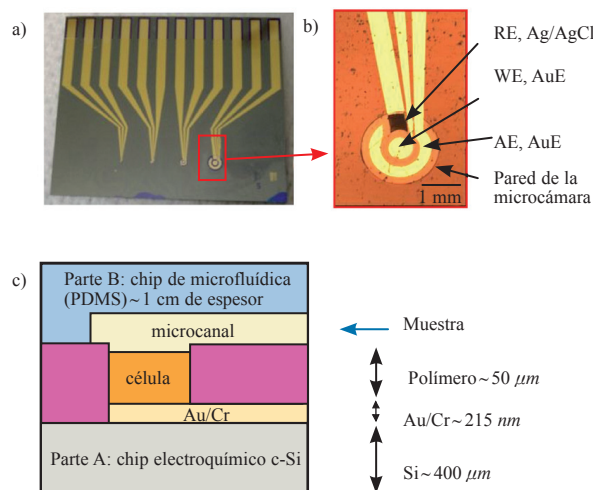 a)
b)
RE, Ag/AgCl
WE, AuE
AE, AuE
Pared de la
microcámara
1 mm
c)
Parte B: chip de microfluídica
(PDMS)~1 cm de espesor
microcanal
célula
Au/Cr
Parte A: chip electroquímico c-Si
Muestra
Polímero~50 μm
Au/Cr~215 nm
Si~400 μm